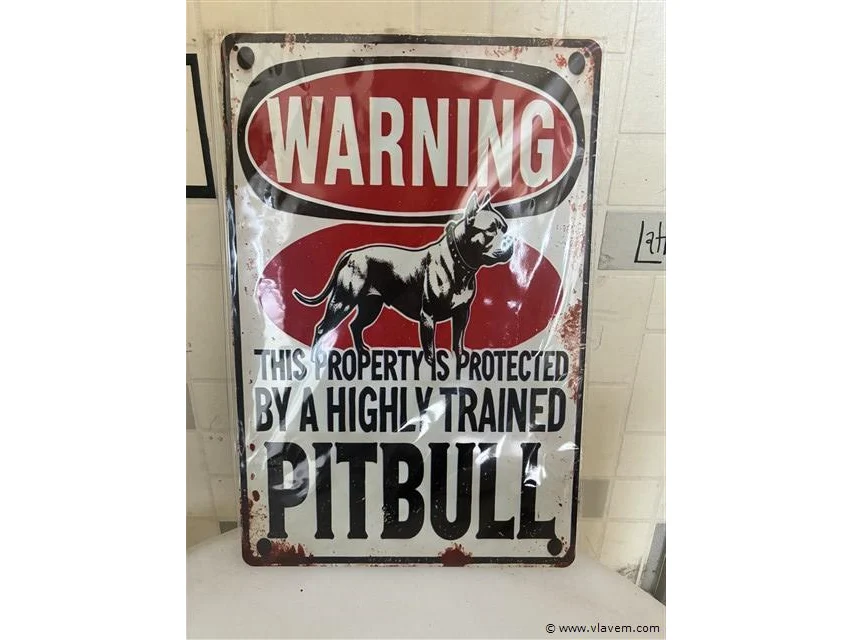 WARNING
THIS PROPERTY IS PROTECTED
BY A HIGHLY TRAINED
PITBULL
© www.vlavem.com